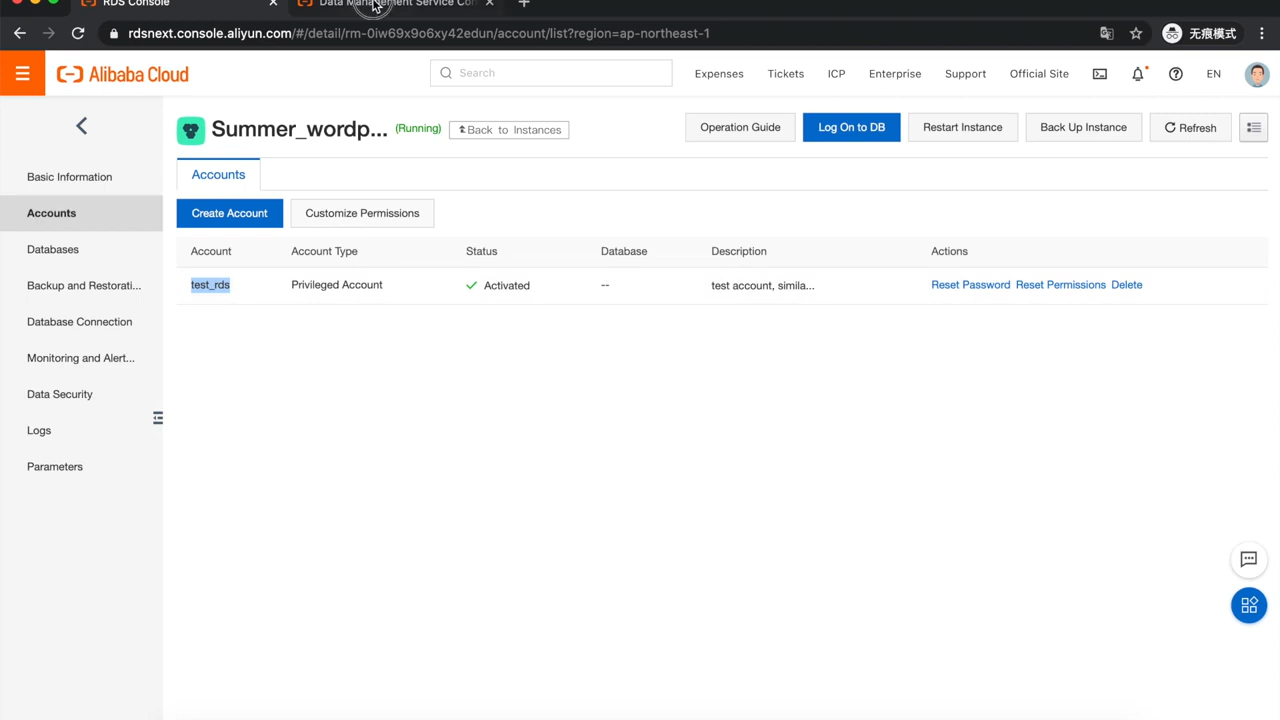 RDS Console
Data Management Service Con
rdsnext.console.aliyun.com/#/detail/rm-0iw69x9o6xy42edun/account/list?region=ap-northeast-1
无痕模式
Alibaba Cloud
Search
Expenses
Tickets
ICP
Enterprise
Support
Official Site
EN
Summer_wordp...
(Running)
Back to Instances
Operation Guide
Log On to DB
Restart Instance
Back Up Instance
Refresh
Basic Information
Accounts
Databases
Backup and Restorati...
Database Connection
Monitoring and Alert...
Data Security
Logs
Parameters
Accounts
Create Account
Customize Permissions
Account Account Type Status Database Description Actions
test_rds Privileged Account Activated -- test account, simila... Reset Password Reset Permissions Delete